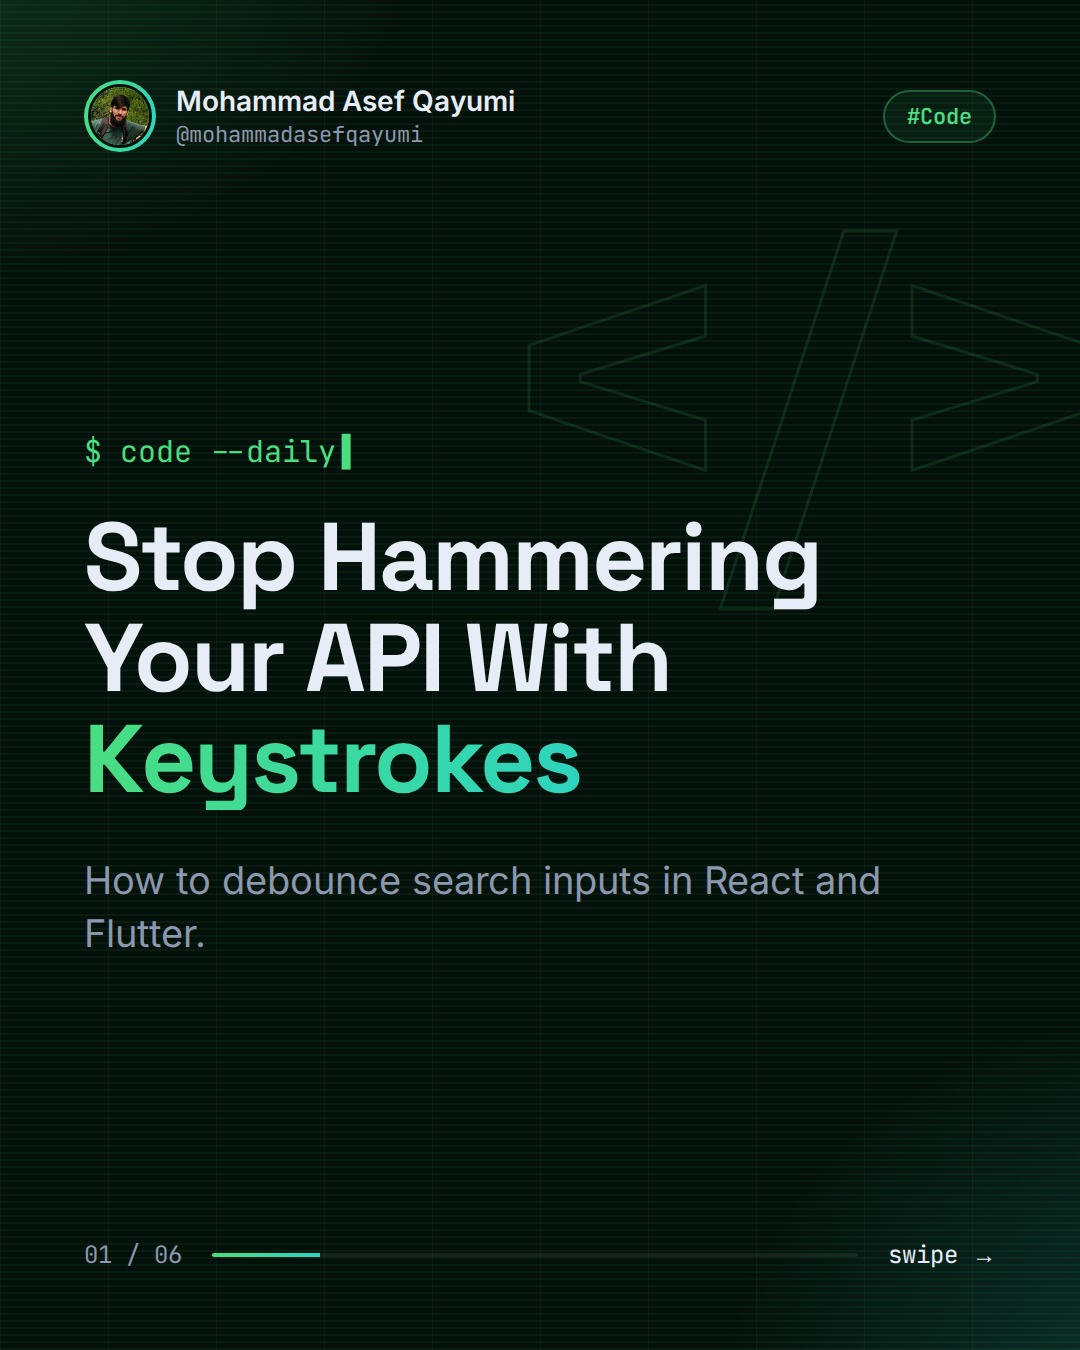 Mohammad Asef Qayumi
@mohammadasefqayumi
#Code
</>
$ code --daily
Stop Hammering
Your API With
Keystrokes
How to debounce search inputs in React and
Flutter.
01 / 06
swipe →